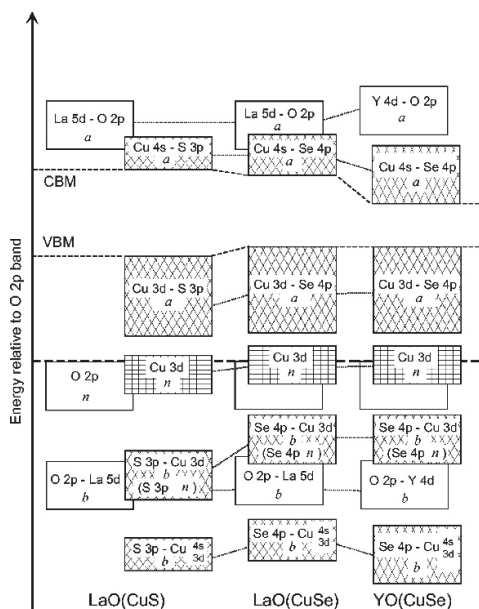 Energy relative to O 2p band
CBM
VBM
La 5d - O 2p
a
Cu 4s - S 3p
a
Cu 3d - S 3p
a
Cu 3d
n
O 2p
n
S 3p - Cu 3d
b
(S 3p n)
O 2p - La 5d
b
S 3p - Cu 4s 3d
b
LaO(CuS)
La 5d - O 2p
a
Cu 4s - Se 4p
a
Cu 3d - Se 4p
a
Cu 3d
n
Se 4p - Cu 3d
b
(Se 4p n)
O 2p - La 5d
b
Se 4p - Cu 4s 3d
b
LaO(CuSe)
Y 4d - O 2p
a
Cu 4s - Se 4p
a
Cu 3d - Se 4p
a
Cu 3d
n
Se 4p - Cu 3d
b
(Se 4p n)
O 2p - Y 4d
b
Se 4p - Cu 4s 3d
b
YO(CuSe)